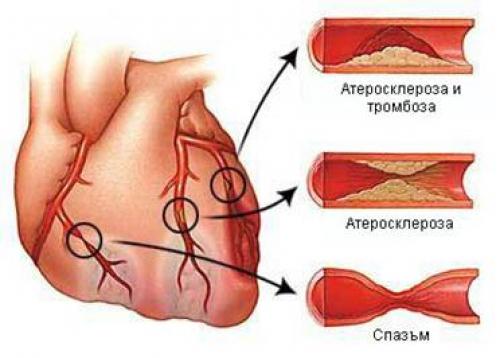 Атеросклероза и
тромбоза
Атеросклероза
Спазъм